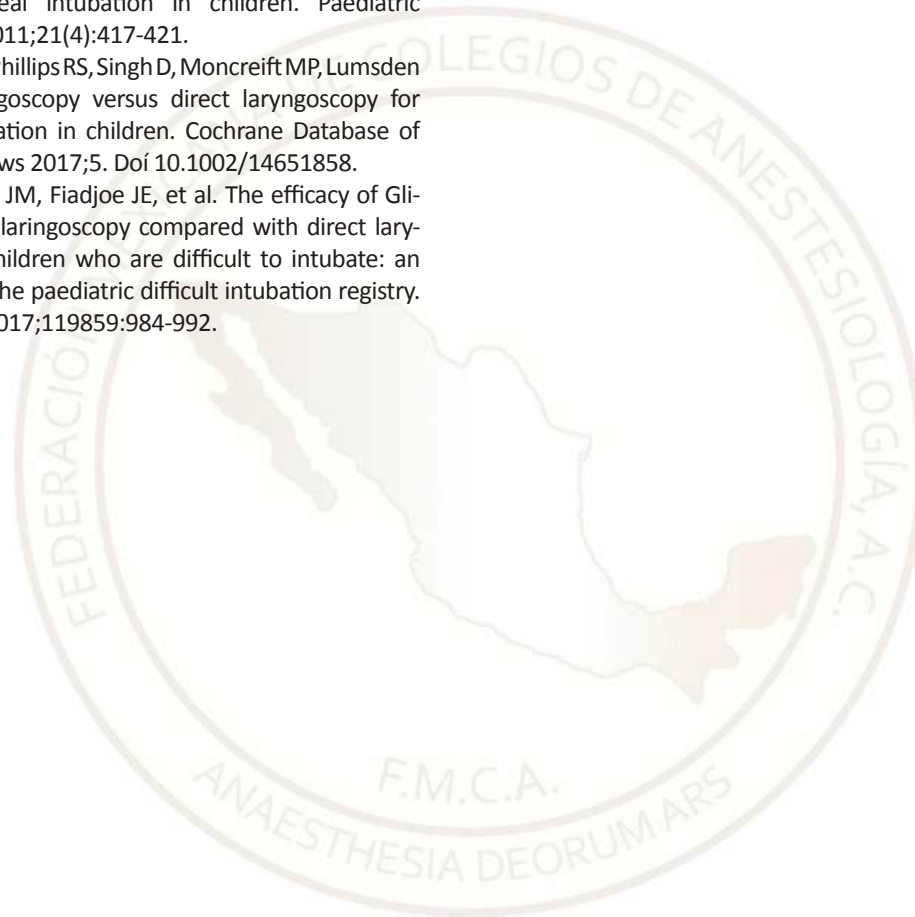 eal intubation in children. Paediatric
011;21(4):417-421.
Phillips RS, Singh D, Moncreift MP, Lumsden
goscopy versus direct laryngoscopy for
ation in children. Cochrane Database of
ws 2017;5. Doí 10.1002/14651858.
JM, Fiadjoe JE, et al. The efficacy of Gli-
laringoscopy compared with direct lary-
hildren who are difficult to intubate: an
he paediatric difficult intubation registry.
017;119859:984-992.
FEDERACIÓN MEXICANA DE COLEGIOS DE ANESTESIOLOGÍA, A.C.
F.M.C.A.
ANAESTHESIA DEORUM ARS